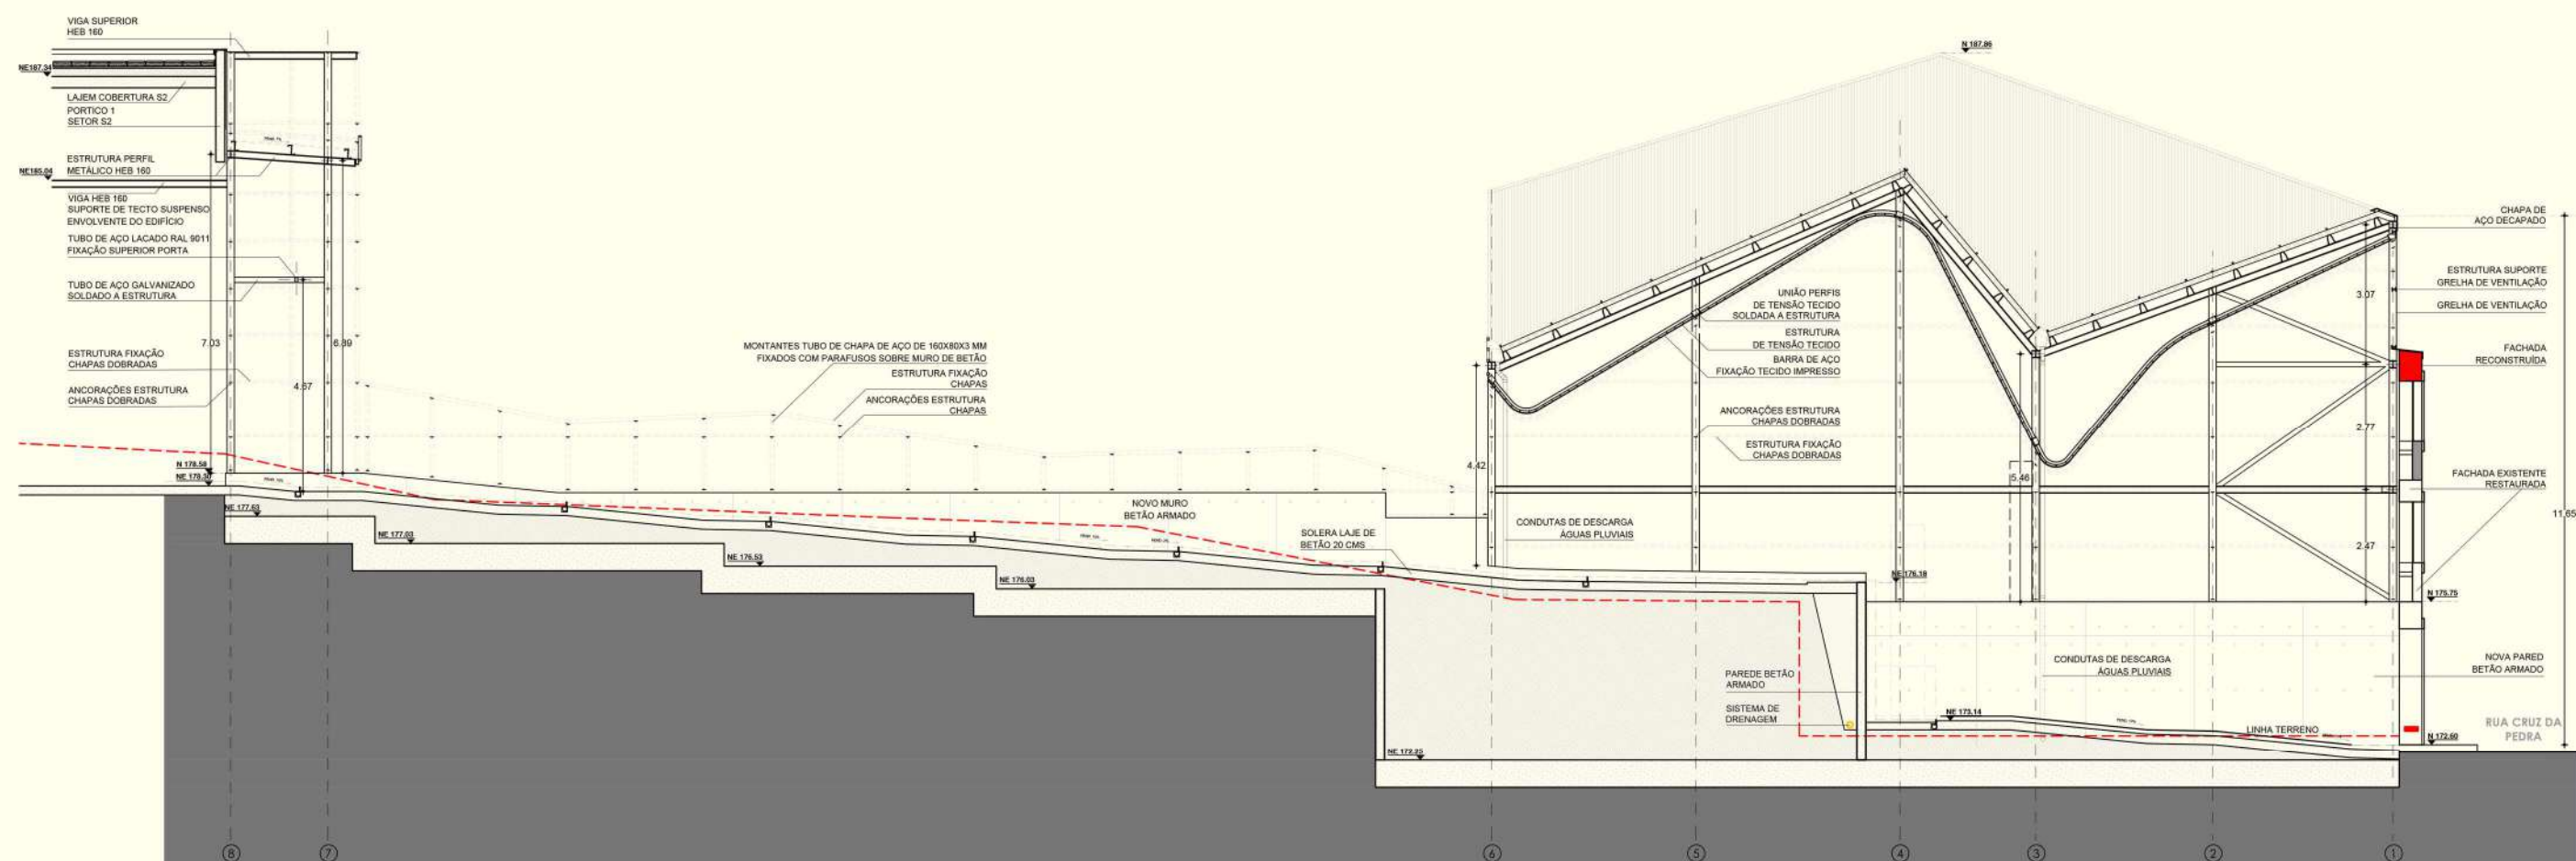 VIGA SUPERIOR
HEB 160
NE187.34
LAJEM COBERTURA S2
PORTICO 1
SETOR S2
ESTRUTURA PERFIL
METÁLICO HEB 160
NE185.04
VIGA HEB 160
SUPORTE DE TECTO SUSPENSO
ENVOLVENTE DO EDIFÍCIO
TUBO DE AÇO LACADO RAL 9011
FIXAÇÃO SUPERIOR PORTA
TUBO DE AÇO GALVANIZADO
SOLDADO A ESTRUTURA
7.03
6.89
4.67
ESTRUTURA FIXAÇÃO
CHAPAS DOBRADAS
ANCORAÇÕES ESTRUTURA
CHAPAS DOBRADAS
N 178.58
NE 178.30
NE 177.63
NE 177.03
NE 176.53
NE 176.03
MONTANTES TUBO DE CHAPA DE AÇO DE 160X80X3 MM
FIXADOS COM PARAFUSOS SOBRE MURO DE BETÃO
ESTRUTURA FIXAÇÃO
CHAPAS
ANCORAÇÕES ESTRUTURA
CHAPAS
NOVO MURO
BETÃO ARMADO
SOLERA LAJE DE
BETÃO 20 CMS
4.42
CONDUTAS DE DESCARGA
ÁGUAS PLUVIAIS
N 187.86
UNIÃO PERFIS
DE TENSÃO TECIDO
SOLDADA A ESTRUTURA
ESTRUTURA
DE TENSÃO TECIDO
BARRA DE AÇO
FIXAÇÃO TECIDO IMPRESSO
ANCORAÇÕES ESTRUTURA
CHAPAS DOBRADAS
ESTRUTURA FIXAÇÃO
CHAPAS DOBRADAS
5.46
NE 176.18
PAREDE BETÃO
ARMADO
SISTEMA DE
DRENAGEM
NE 172.25
NE 173.14
CONDUTAS DE DESCARGA
ÁGUAS PLUVIAIS
LINHA TERRENO
3.07
2.77
2.47
11,65
CHAPA DE
AÇO DECAPADO
ESTRUTURA SUPORTE
GRELHA DE VENTILAÇÃO
GRELHA DE VENTILAÇÃO
FACHADA
RECONSTRUÍDA
FACHADA EXISTENTE
RESTAURADA
N 175.75
NOVA PARED
BETÃO ARMADO
RUA CRUZ DA
PEDRA
N 172.60
8
7
6
5
4
3
2
1